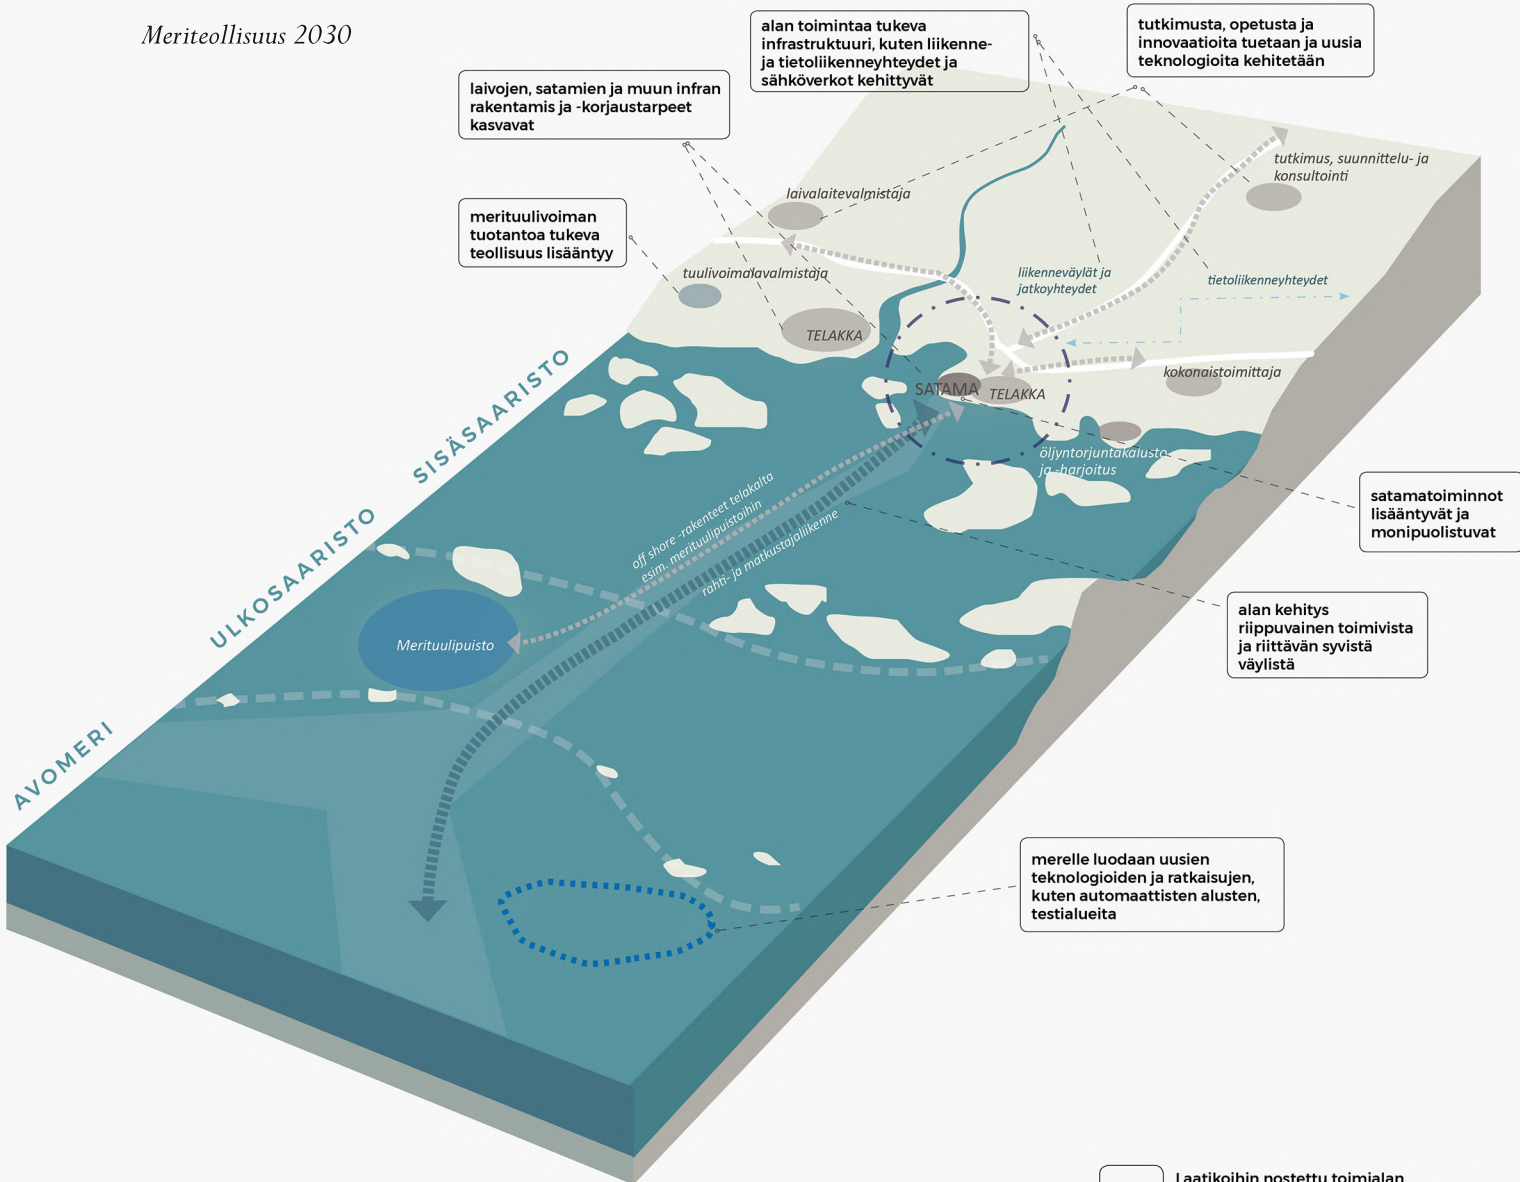 Meriteollisuus 2030
alan toimintaa tukeva
infrastruktuuri, kuten liikenne-
ja tietoliikenneyhteydet ja
sähköverkot kehittyvät
tutkimusta, opetusta ja
innovaatioita tuetaan ja uusia
teknologioita kehitetään
laivojen, satamien ja muun infran
rakentamis ja -korjaustarpeet
kasvavat
merituulivoiman
tuotantoa tukeva
teollisuus lisääntyy
laivalaitevalmistaja
tutkimus, suunnittelu- ja
konsultointi
tuulivoimalavalmistaja
liikenneväylät ja
jatkoyhteydet
tietoliikenneyhteydet
TELAKKA
SATAMA
TELAKKA
kokonaistoimittaja
öljyntorjuntakalusto
ja -harjoitus
SISÄSAARISTO
ULKOSAARISTO
AVOMERI
off shore -rakenteet telakalta
esim. merituulipuistoihin
rahti- ja matkustajaliikenne
Merituulipuisto
satamatoiminnot
lisääntyvät ja
monipuolistuvat
alan kehitys
riippuvainen toimivista
ja riittävän syvistä
väylistä
merelle luodaan uusien
teknologioiden ja ratkaisujen,
kuten automaattisten alusten,
testialueita
Laatikoihin nostettu toimialan